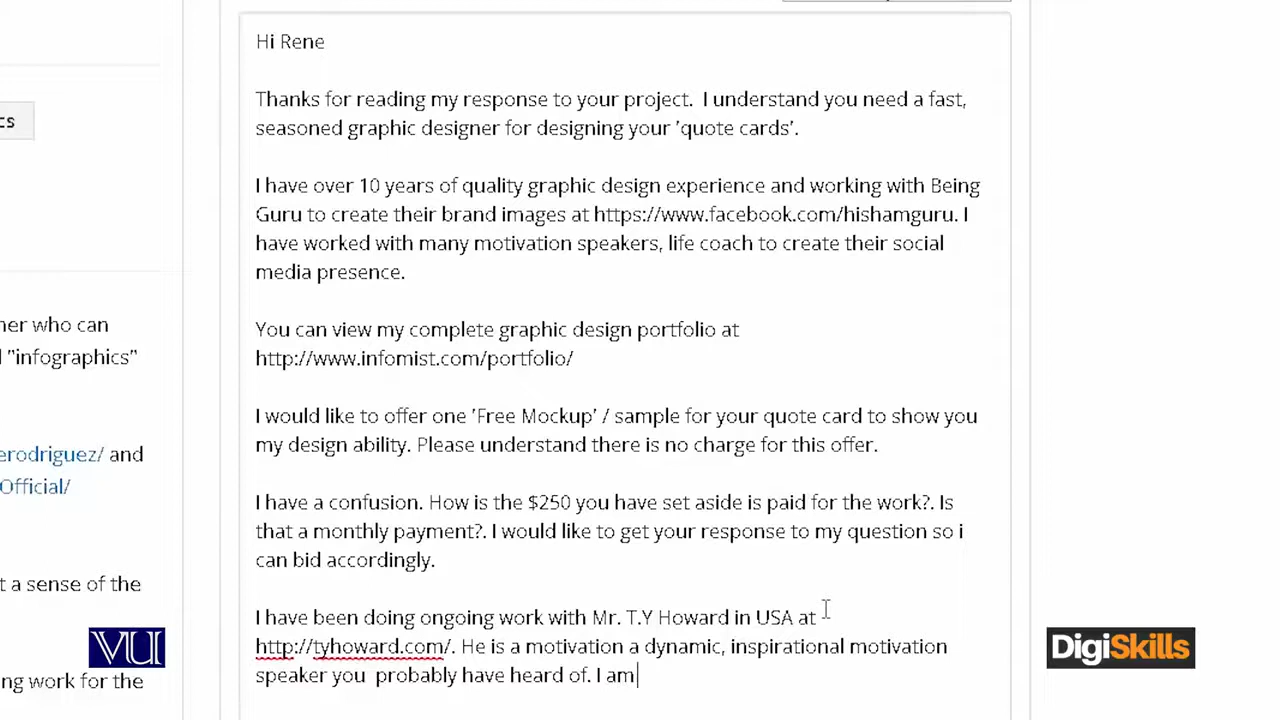 Hi Rene
Thanks for reading my response to your project.  I understand you need a fast,
seasoned graphic designer for designing your 'quote cards'.
I have over 10 years of quality graphic design experience and working with Being
Guru to create their brand images at https://www.facebook.com/hishamguru. I
have worked with many motivation speakers, life coach to create their social
media presence.
You can view my complete graphic design portfolio at
http://www.infomist.com/portfolio/
I would like to offer one 'Free Mockup' / sample for your quote card to show you
my design ability. Please understand there is no charge for this offer.
I have a confusion. How is the $250 you have set aside is paid for the work?. Is
that a monthly payment?. I would like to get your response to my question so i
can bid accordingly.
I have been doing ongoing work with Mr. T.Y Howard in USA at
http://tyhoward.com/. He is a motivation a dynamic, inspirational motivation
speaker you  probably have heard of. I am
cs
ner who can
"infographics"
erodriguez/ and
Official/
t a sense of the
ng work for the
VU
DigiSkills